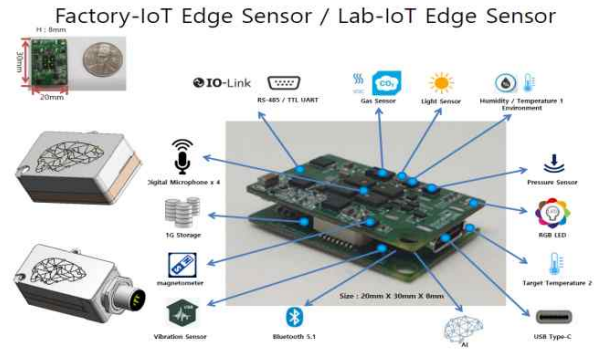 Factory-IoT Edge Sensor / Lab-IoT Edge Sensor
H : 8mm
30mm
20mm
IO-Link
RS-485 / TTL UART
VOC
CO₂
Gas Sensor
Light Sensor
Humidity / Temperature 1
Environment
Digital Microphone x 4
Pressure Sensor
1G Storage
RGB LED
magnetometer
Target Temperature 2
Size : 20mm X 30mm X 8mm
Vibration Sensor
Bluetooth 5.1
AI
USB Type-C